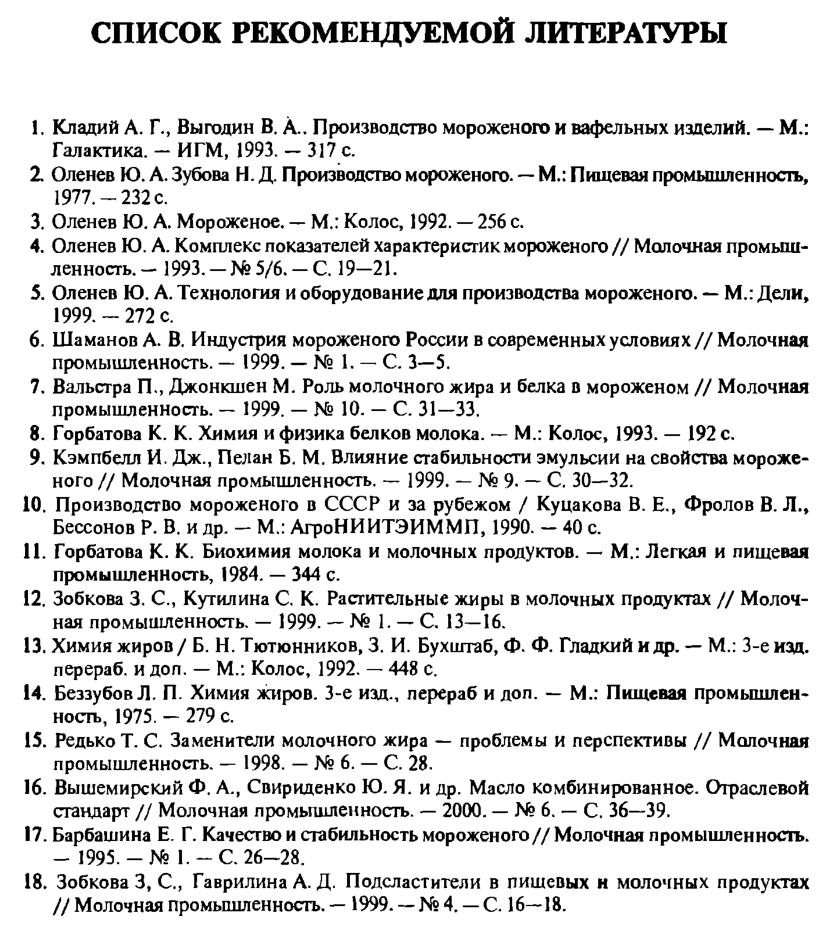 СПИСОК РЕКОМЕНДУЕМОЙ ЛИТЕРАТУРЫ
1. Кладий А. Г., Выгодин В. А.. Производство мороженого и вафельных изделий. — М.:
Галактика. — ИГМ, 1993. — 317 с.
2. Оленев Ю. А. Зубова Н. Д. Производство мороженого. — М.: Пищевая промышленность,
1977. — 232 с.
3. Оленев Ю. А. Мороженое. — М.: Колос, 1992. — 256 с.
4. Оленев Ю. А. Комплекс показателей характеристик мороженого // Молочная промыш-
ленность. — 1993. — № 5/6. — С. 19—21.
5. Оленев Ю. А. Технология и оборудование для производства мороженого. — М.: Дели,
1999. — 272 с.
6. Шаманов А. В. Индустрия мороженого России в современных условиях // Молочная
промышленность. — 1999. — № 1. — С. 3—5.
7. Вальстра П., Джонкшен М. Роль молочного жира и белка в мороженом // Молочная
промышленность. — 1999. — № 10. — С. 31—33.
8. Горбатова К. К. Химия и физика белков молока. — М.: Колос, 1993. — 192 с.
9. Кэмпбелл И. Дж., Пелан Б. М. Влияние стабильности эмульсии на свойства мороже-
ного // Молочная промышленность. — 1999. — № 9. — С. 30—32.
10. Производство мороженого в СССР и за рубежом / Куцакова В. Е., Фролов В. Л.,
Бессонов Р. В. и др. — М.: АгроНИИТЭИММП, 1990. — 40 с.
11. Горбатова К. К. Биохимия молока и молочных продуктов. — М.: Легкая и пищевая
промышленность, 1984. — 344 с.
12. Зобкова З. С., Кутилина С. К. Растительные жиры в молочных продуктах // Молоч-
ная промышленность. — 1999. — № 1. — С. 13—16.
13. Химия жиров / Б. Н. Тютюнников, З. И. Бухштаб, Ф. Ф. Гладкий и др. — М.: 3-е изд.
перераб. и доп. — М.: Колос, 1992. — 448 с.
14. Беззубов Л. П. Химия жиров. 3-е изд., перераб и доп. — М.: Пищевая промышлен-
ность, 1975. — 279 с.
15. Редько Т. С. Заменители молочного жира — проблемы и перспективы // Молочная
промышленность. — 1998. — № 6. — С. 28.
16. Вышемирский Ф. А., Свириденко Ю. Я. и др. Масло комбинированное. Отраслевой
стандарт // Молочная промышленность. — 2000. — № 6. — С. 36—39.
17. Барбашина Е. Г. Качество и стабильность мороженого // Молочная промышленность.
— 1995. — № 1. — С. 26—28.
18. Зобкова З, С., Гаврилина А. Д. Подсластители в пищевых и молочных продуктах
// Молочная промышленность. — 1999. — № 4. — С. 16—18.